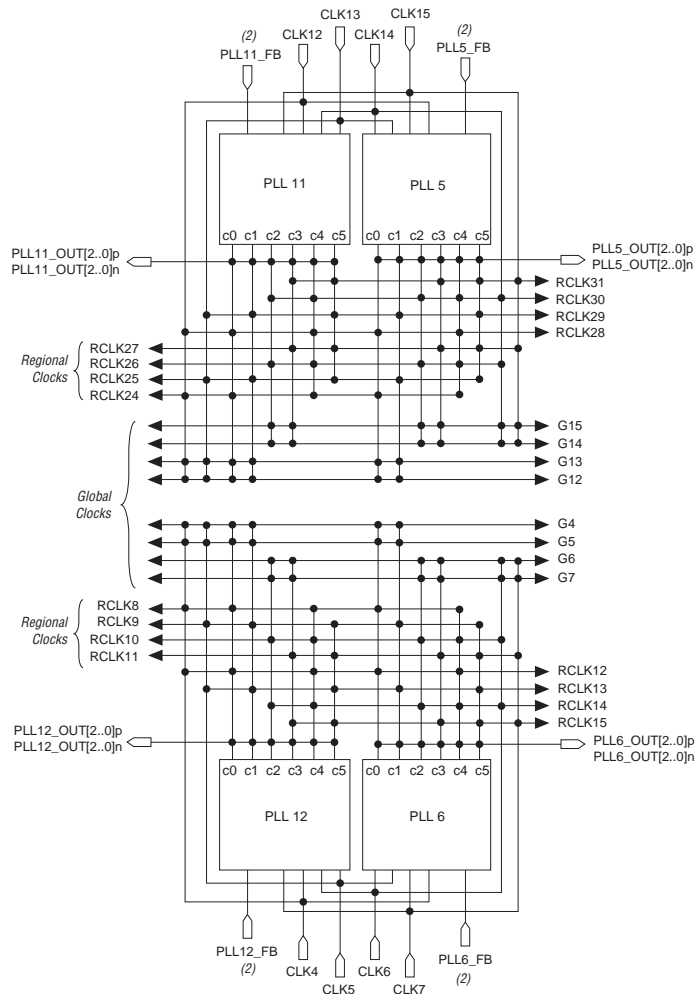 CLK13
CLK15
CLK12
CLK14
(2)
PLL11_FB
(2)
PLL5_FB
PLL 11
PLL 5
c0 c1 c2 c3 c4 c5
c0 c1 c2 c3 c4 c5
PLL11_OUT[2..0]p
PLL11_OUT[2..0]n
PLL5_OUT[2..0]p
PLL5_OUT[2..0]n
RCLK31
RCLK30
RCLK29
RCLK28
Regional
Clocks
RCLK27
RCLK26
RCLK25
RCLK24
G15
G14
G13
G12
Global
Clocks
G4
G5
G6
G7
Regional
Clocks
RCLK8
RCLK9
RCLK10
RCLK11
RCLK12
RCLK13
RCLK14
RCLK15
PLL12_OUT[2..0]p
PLL12_OUT[2..0]n
PLL6_OUT[2..0]p
PLL6_OUT[2..0]n
c0 c1 c2 c3 c4 c5
c0 c1 c2 c3 c4 c5
PLL 12
PLL 6
PLL12_FB
(2)
CLK4
CLK5
CLK6
CLK7
PLL6_FB
(2)